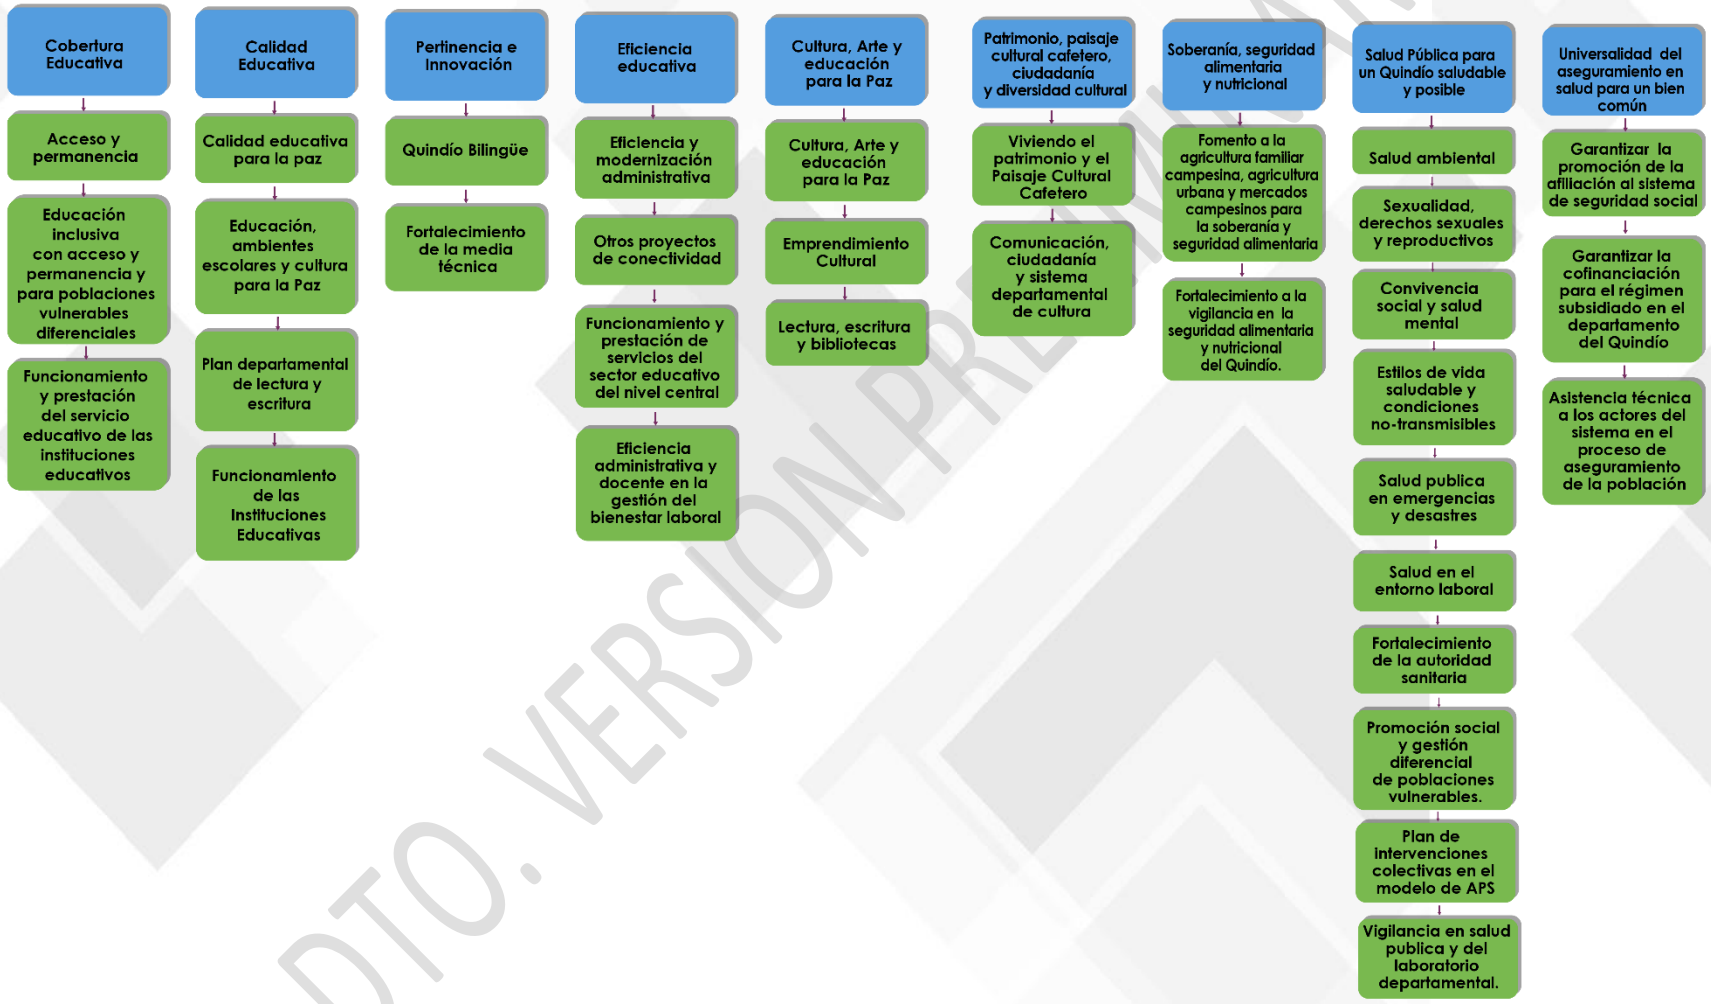 Cobertura
Educativa
Acceso y
permanencia
Educación
inclusiva
con acceso y
permanencia y
para poblaciones
vulnerables
diferenciales
Funcionamiento
y prestación
del servicio
educativo de las
instituciones
educativos
Calidad
Educativa
Calidad educativa
para la paz
Educación,
ambientes
escolares y cultura
para la Paz
Plan departamental
de lectura y
escritura
Funcionamiento
de las
Instituciones
Educativas
Pertinencia e
Innovación
Quindío Bilingüe
Fortalecimiento
de la media
técnica
Eficiencia
educativa
Eficiencia y
modernización
administrativa
Otros proyectos
de conectividad
Funcionamiento y
prestación de
servicios del
sector educativo
del nivel central
Eficiencia
administrativa y
docente en la
gestión del
bienestar laboral
Cultura, Arte y
educación
para la Paz
Cultura, Arte y
educación
para la Paz
Emprendimiento
Cultural
Lectura, escritura
y bibliotecas
Patrimonio, paisaje
cultural cafetero,
ciudadanía
y diversidad cultural
Viviendo el
patrimonio y el
Paisaje Cultural
Cafetero
Comunicación,
ciudadanía
y sistema
departamental
de cultura
Soberanía, seguridad
alimentaria
y nutricional
Fomento a la
agricultura familiar
campesina, agricultura
urbana y mercados
campesinos para
la soberanía y
seguridad alimentaria
Fortalecimiento a la
vigilancia en la
seguridad alimentaria
y nutricional
del Quindío.
Salud Pública para
un Quindío saludable
y posible
Salud ambiental
Sexualidad,
derechos sexuales
y reproductivos
Convivencia
social y salud
mental
Estilos de vida
saludable y
condiciones
no-transmisibles
Salud publica
en emergencias
y desastres
Salud en el
entorno laboral
Fortalecimiento
de la autoridad
sanitaria
Promoción social
y gestión
diferencial
de poblaciones
vulnerables.
Plan de
intervenciones
colectivas en el
modelo de APS
Vigilancia en salud
publica y del
laboratorio
departamental.
Universalidad del
aseguramiento en
salud para un bien
común
Garantizar la
promoción de la
afiliación al sistema
de seguridad social
Garantizar la
cofinanciación
para el régimen
subsidiado en el
departamento
del Quindío
Asistencia técnica
a los actores del
sistema en el
proceso de
aseguramiento
de la población
DTO. VERSION